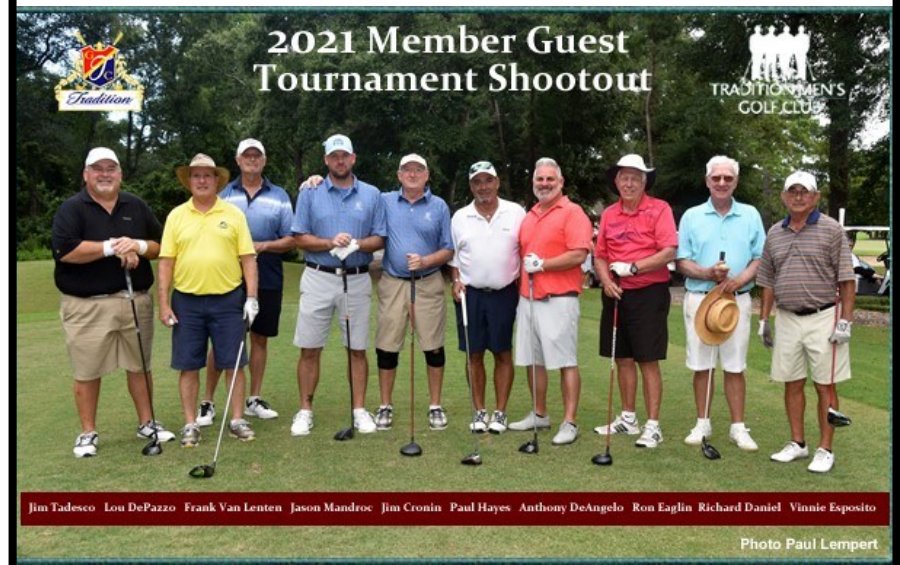 2021 Member Guest
Tournament Shootout
G C
Tradition
TRADITION MEN'S
GOLF CLUB
Jim Tadesco Lou DePazzo Frank Van Lenten Jason Mandroc Jim Cronin Paul Hayes Anthony DeAngelo Ron Eaglin Richard Daniel Vinnie Esposito
Photo Paul Lempert